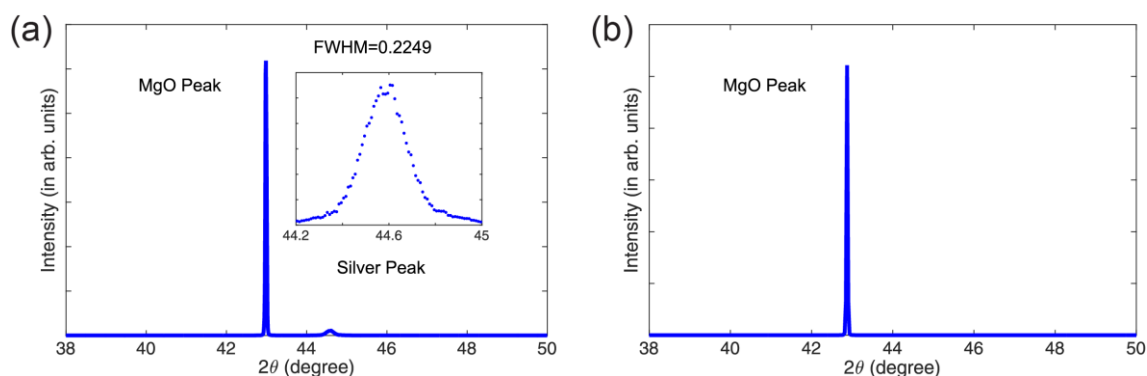 (a)
FWHM=0.2249
MgO Peak
44.2 44.6 45
Silver Peak
Intensity (in arb. units)
38 40 42 44 46 48 50
2θ (degree)
(b)
MgO Peak
Intensity (in arb. units)
38 40 42 44 46 48 50
2θ (degree)